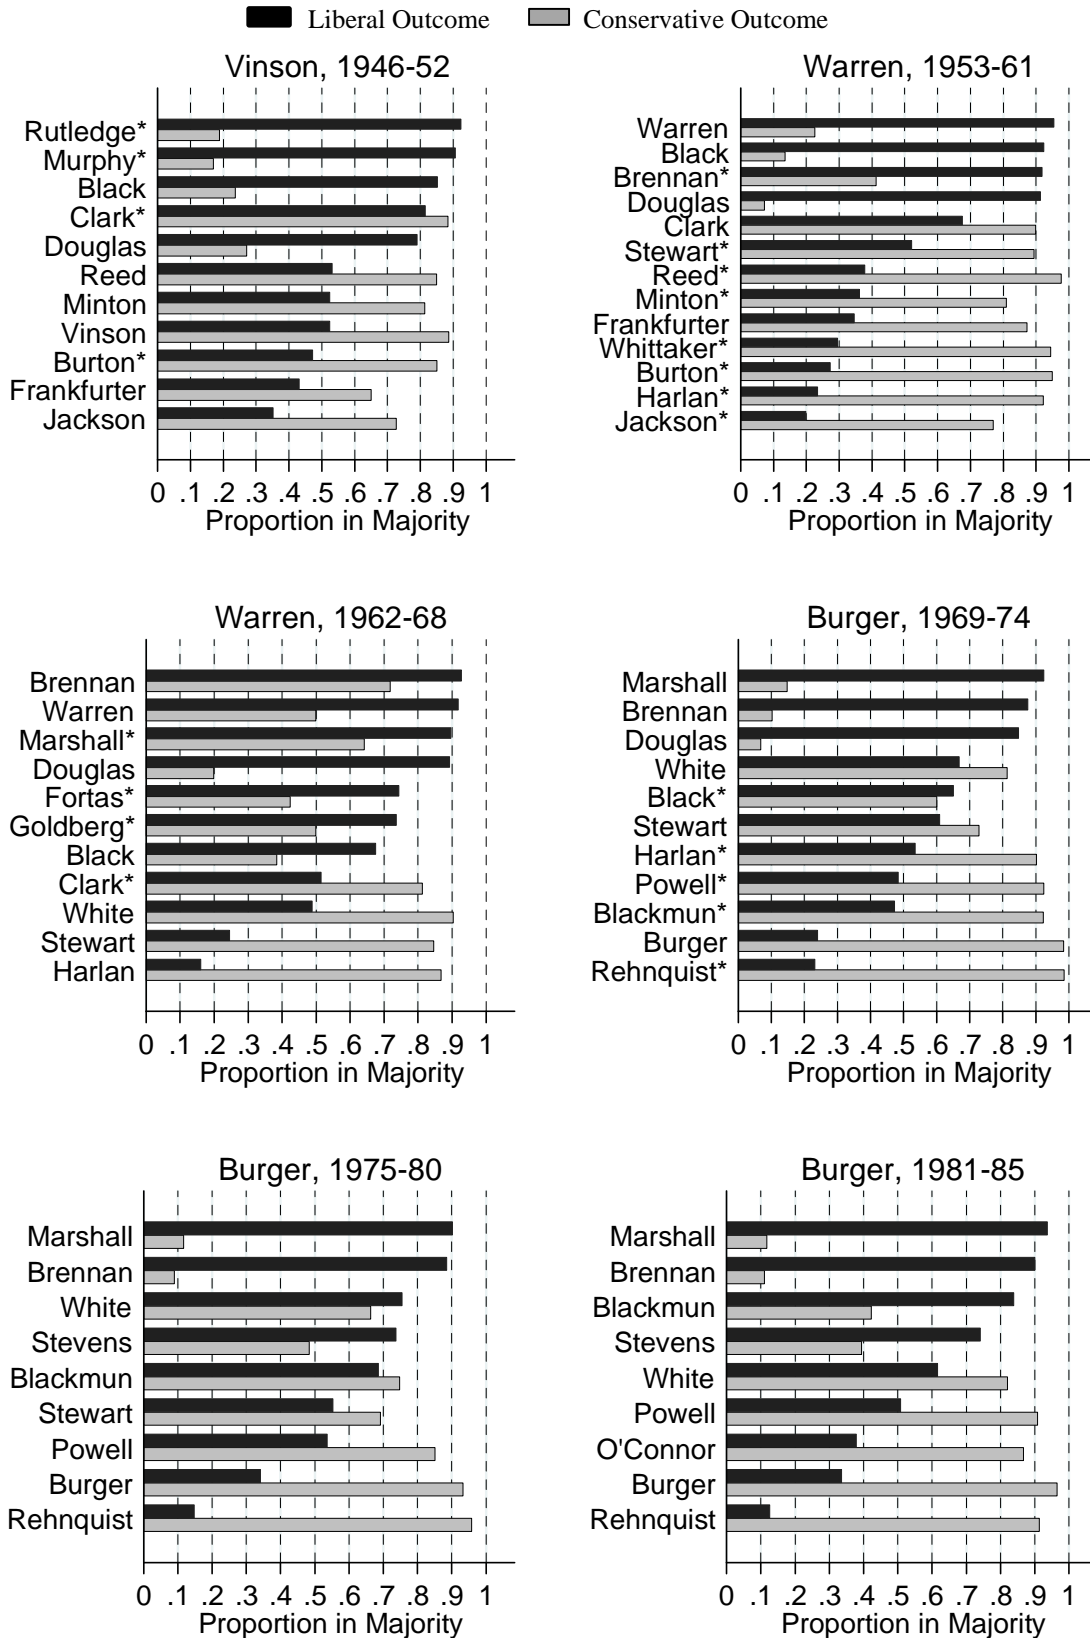 Liberal Outcome Conservative Outcome
Vinson, 1946-52
Rutledge*
Murphy*
Black
Clark*
Douglas
Reed
Minton
Vinson
Burton*
Frankfurter
Jackson
0 .1 .2 .3 .4 .5 .6 .7 .8 .9 1
Proportion in Majority
Warren, 1953-61
Warren
Black
Brennan*
Douglas
Clark
Stewart*
Reed*
Minton*
Frankfurter
Whittaker*
Burton*
Harlan*
Jackson*
0 .1 .2 .3 .4 .5 .6 .7 .8 .9 1
Proportion in Majority
Warren, 1962-68
Brennan
Warren
Marshall*
Douglas
Fortas*
Goldberg*
Black
Clark*
White
Stewart
Harlan
0 .1 .2 .3 .4 .5 .6 .7 .8 .9 1
Proportion in Majority
Burger, 1969-74
Marshall
Brennan
Douglas
White
Black*
Stewart
Harlan*
Powell*
Blackmun*
Burger
Rehnquist*
0 .1 .2 .3 .4 .5 .6 .7 .8 .9 1
Proportion in Majority
Burger, 1975-80
Marshall
Brennan
White
Stevens
Blackmun
Stewart
Powell
Burger
Rehnquist
0 .1 .2 .3 .4 .5 .6 .7 .8 .9 1
Proportion in Majority
Burger, 1981-85
Marshall
Brennan
Blackmun
Stevens
White
Powell
O'Connor
Burger
Rehnquist
0 .1 .2 .3 .4 .5 .6 .7 .8 .9 1
Proportion in Majority